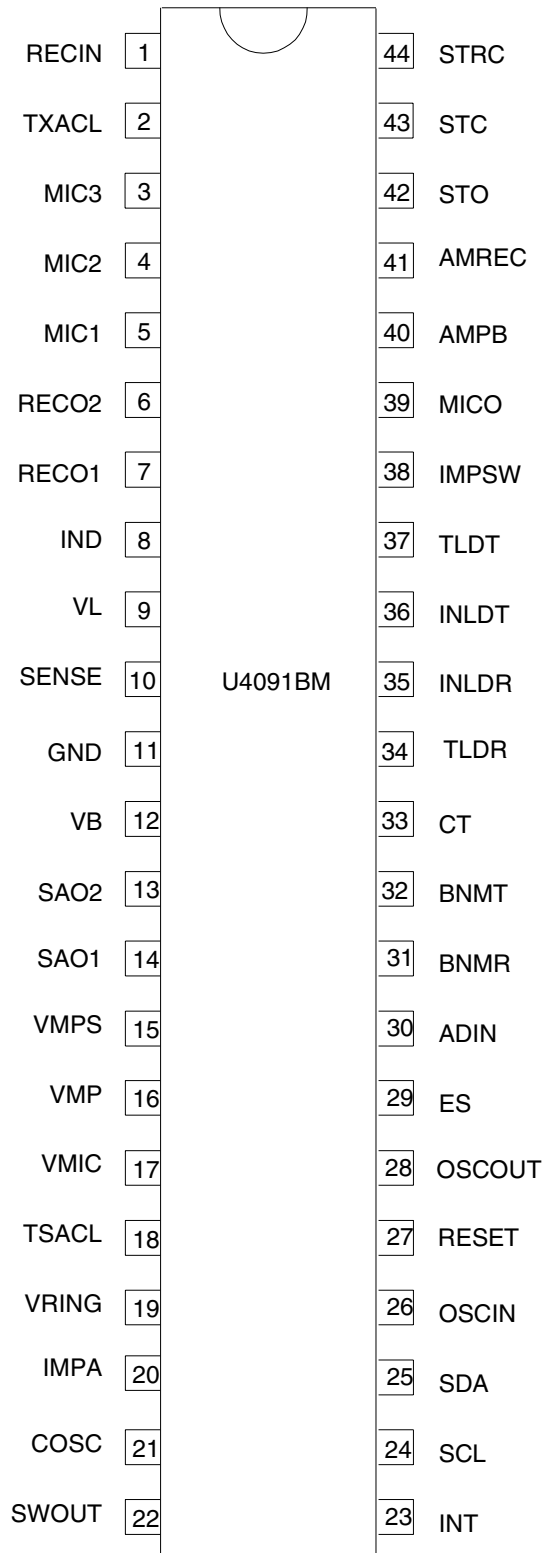 RECIN 1 44 STRC
TXACL 2 43 STC
MIC3 3 42 STO
MIC2 4 41 AMREC
MIC1 5 40 AMPB
RECO2 6 39 MICO
RECO1 7 38 IMPSW
IND 8 37 TLDT
VL 9 36 INLDT
SENSE 10 U4091BM 35 INLDR
GND 11 34 TLDR
VB 12 33 CT
SAO2 13 32 BNMT
SAO1 14 31 BNMR
VMPS 15 30 ADIN
VMP 16 29 ES
VMIC 17 28 OSCOUT
TSACL 18 27 RESET
VRING 19 26 OSCIN
IMPA 20 25 SDA
COSC 21 24 SCL
SWOUT 22 23 INT